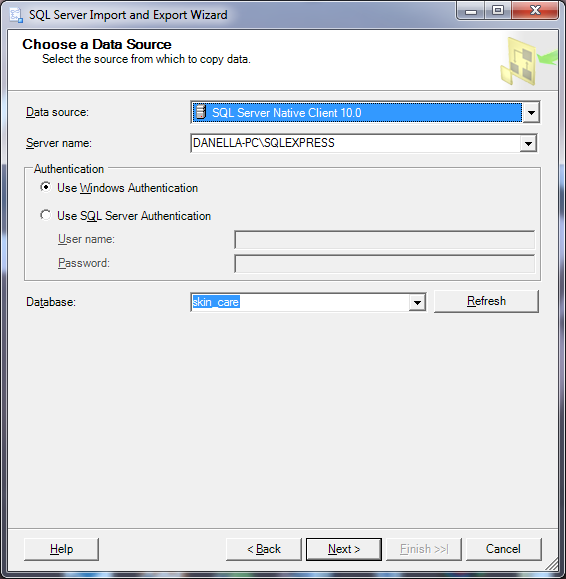 SQL Server Import and Export Wizard
Choose a Data Source
Select the source from which to copy data.
Data source: SQL Server Native Client 10.0
Server name: DANELLA-PC\SQLEXPRESS
Authentication
Use Windows Authentication
Use SQL Server Authentication
User name:
Password:
Database: skin_care Refresh
Help < Back Next > Finish >>| Cancel